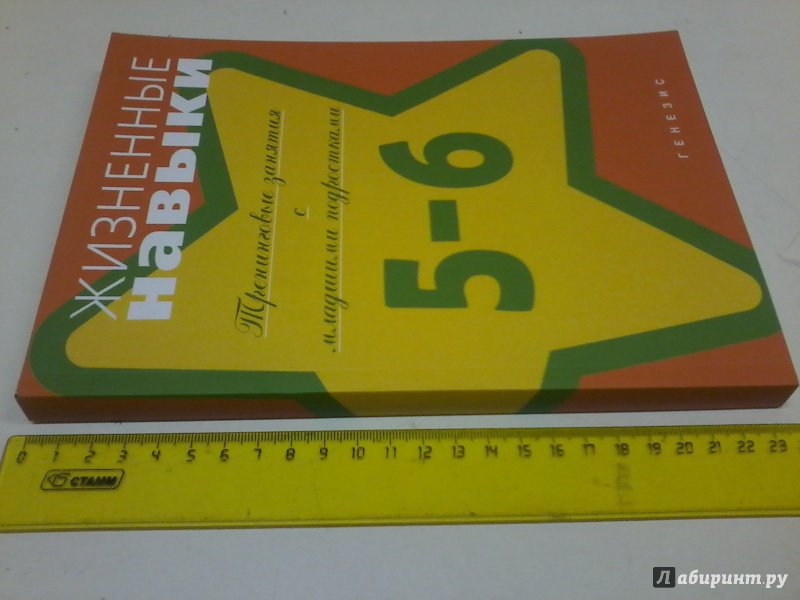 ЖИЗНЕННЫЕ
навыки
Тренинговые занятия
с
младшими подростками
5-6
ГЕНЕЗИС
0 1 2 3 4 5 6 7 8 9 10 11 12 13 14 15 16 17 18 19 20 21 22 23
СТАММ
Лабиринт.ру